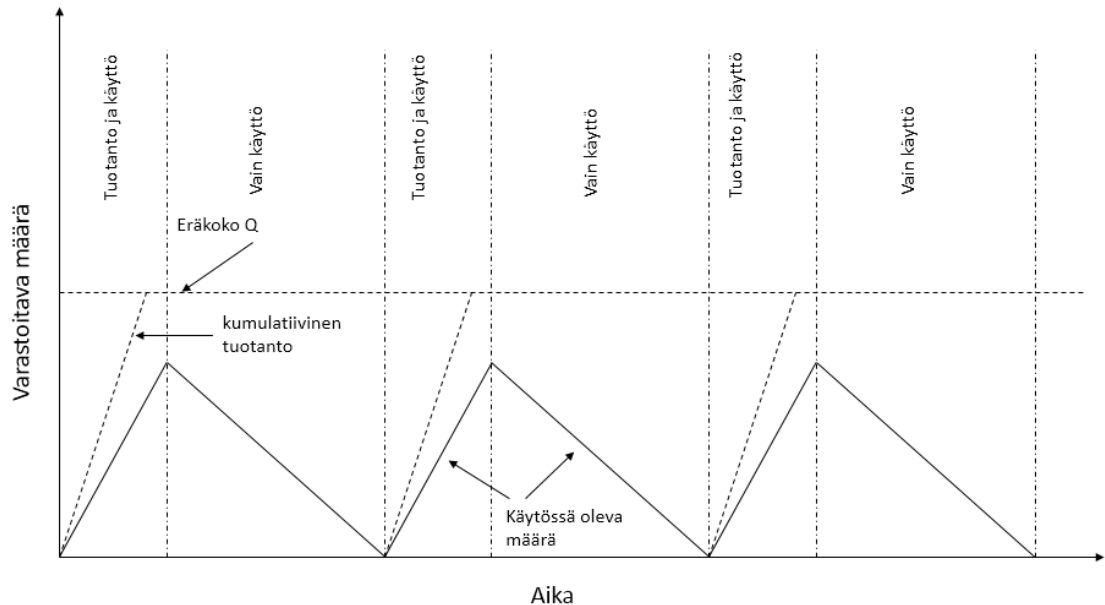 Tuotanto ja käyttö
Vain käyttö
Tuotanto ja käyttö
Vain käyttö
Tuotanto ja käyttö
Vain käyttö
Eräkoko Q
kumulatiivinen
tuotanto
Käytössä oleva
määrä
Varastoitava määrä
Aika